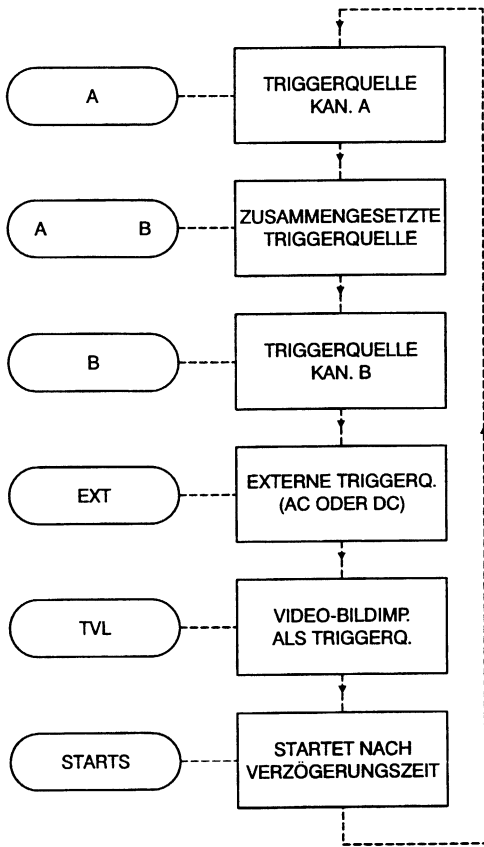 A
TRIGGERQUELLE
KAN. A
A B
ZUSAMMENGESETZTE
TRIGGERQUELLE
B
TRIGGERQUELLE
KAN. B
EXT
EXTERNE TRIGGERQ.
(AC ODER DC)
TVL
VIDEO-BILDIMP.
ALS TRIGGERQ.
STARTS
STARTET NACH
VERZÖGERUNGSZEIT